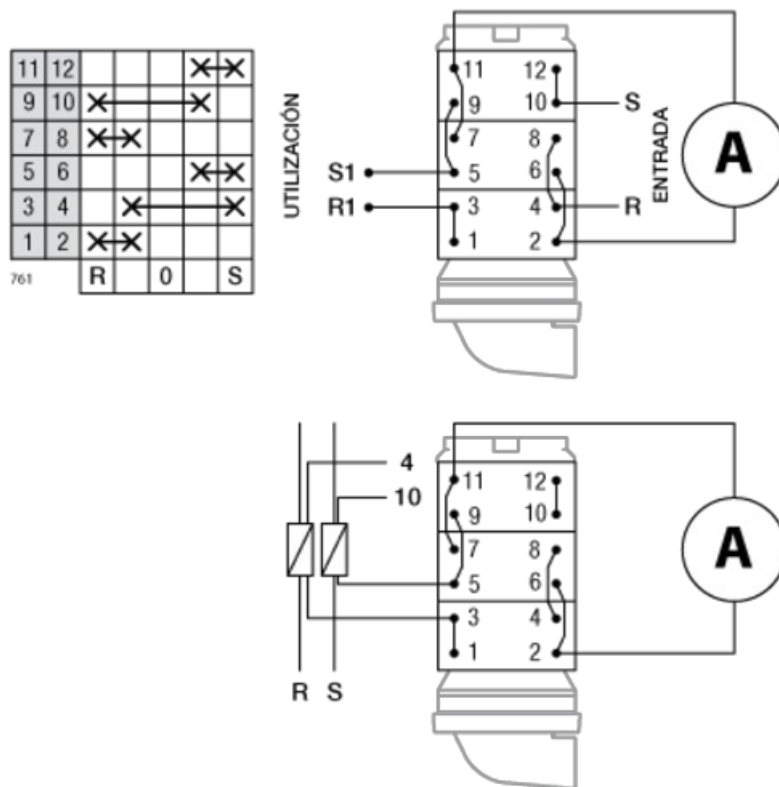 11 12 X X
9 10 X X
7 8 X X
5 6 X X
3 4 X X
1 2 X X
761 R 0 S
UTILIZACIÓN
S1
R1
11 12
9 10
7 8
5 6
3 4
1 2
S
R
ENTRADA
A
4
10
R S
11 12
9 10
7 8
5 6
3 4
1 2
A